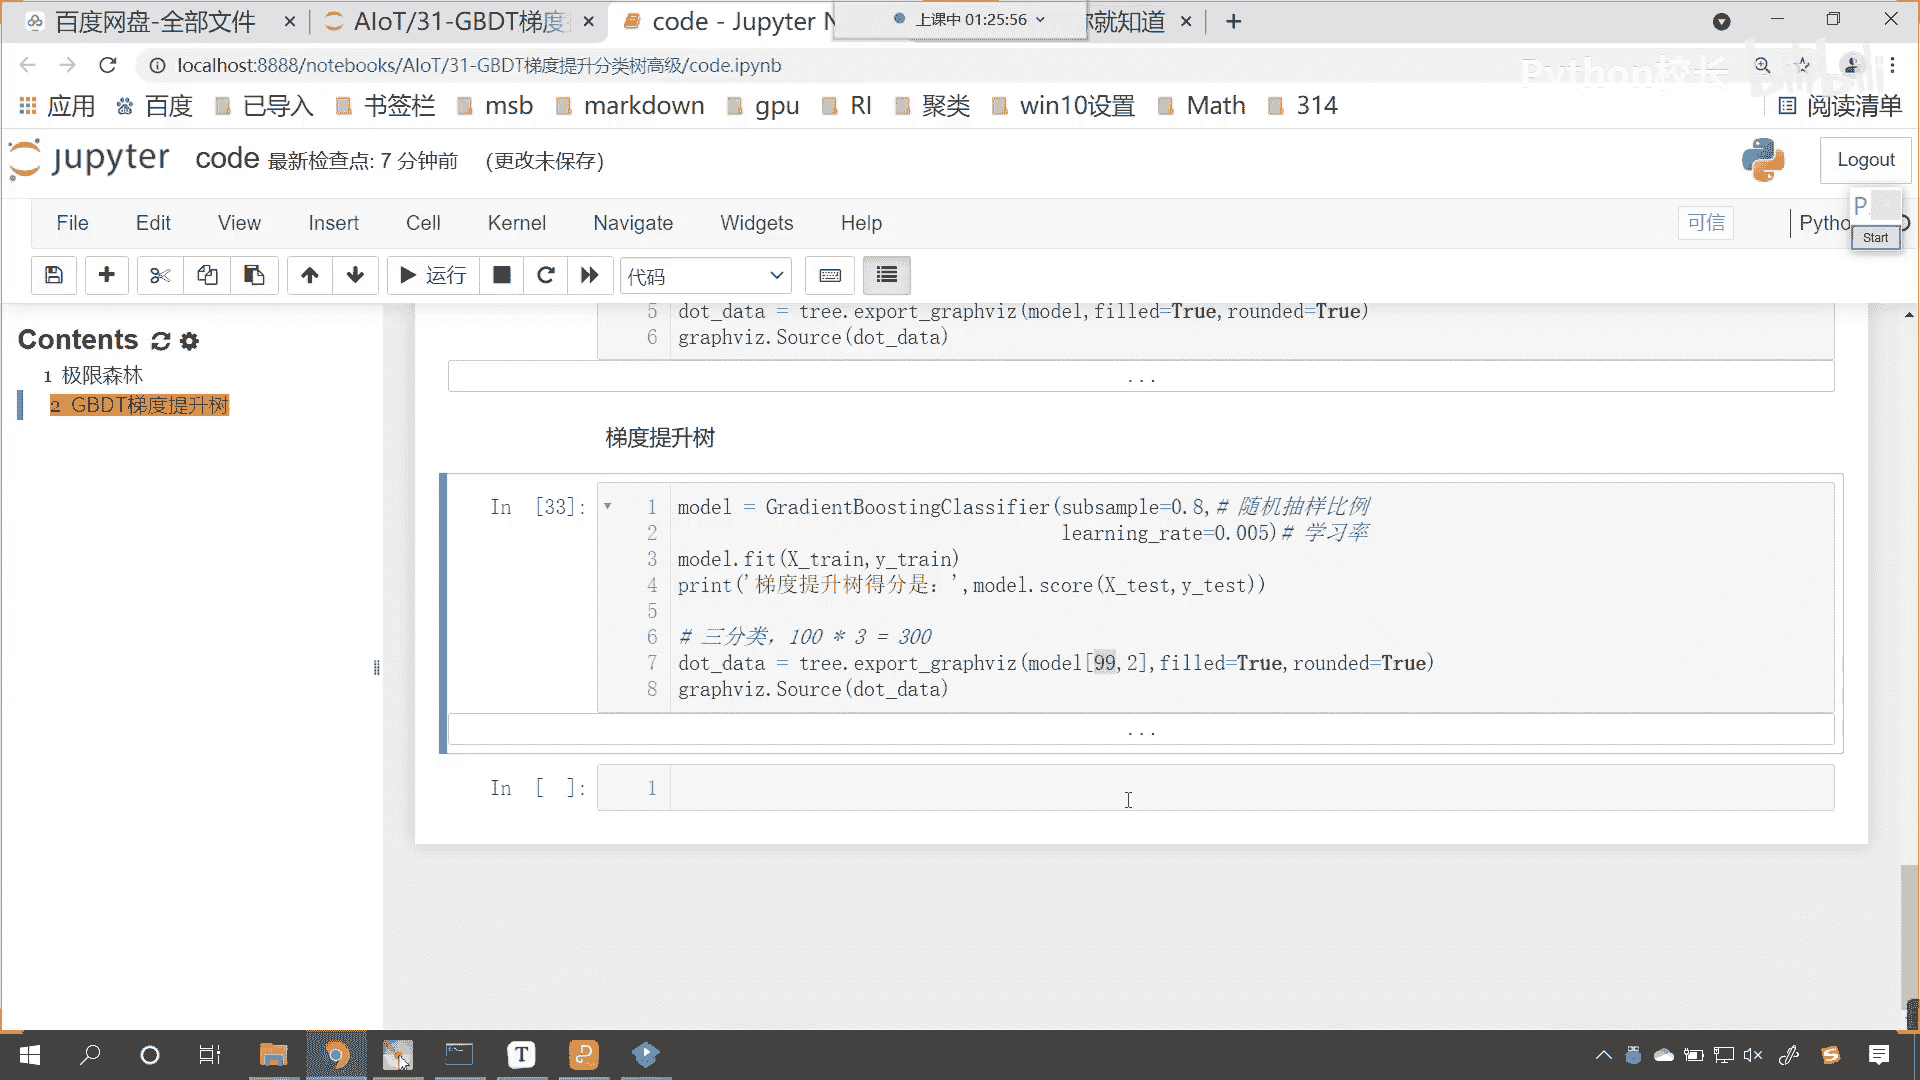 百度网盘-全部文件
AIoT/31-GBDT梯度
code - Jupyter N
上课中 01:25:56
就知道
localhost:8888/notebooks/AIoT/31-GBDT梯度提升分类树高级/code.ipynb
Python校长
bilibili
应用
百度
已导入
书签栏
msb
markdown
gpu
RI
聚类
win10设置
Math
314
阅读清单
jupyter
code 最新检查点: 7 分钟前 (更改未保存)
Logout
File
Edit
View
Insert
Cell
Kernel
Navigate
Widgets
Help
可信
Pytho
P
Start
运行
代码
Contents
1 极限森林
2 GBDT梯度提升树
5 dot_data = tree.export_graphviz(model,filled=True,rounded=True)
6 graphviz.Source(dot_data)
...
梯度提升树
In [33]:
1 model = GradientBoostingClassifier(subsample=0.8,# 随机抽样比例
2 learning_rate=0.005)# 学习率
3 model.fit(X_train,y_train)
4 print('梯度提升树得分是：',model.score(X_test,y_test))
5
6 # 三分类，100 * 3 = 300
7 dot_data = tree.export_graphviz(model[99,2],filled=True,rounded=True)
8 graphviz.Source(dot_data)
...
In [ ]:
1